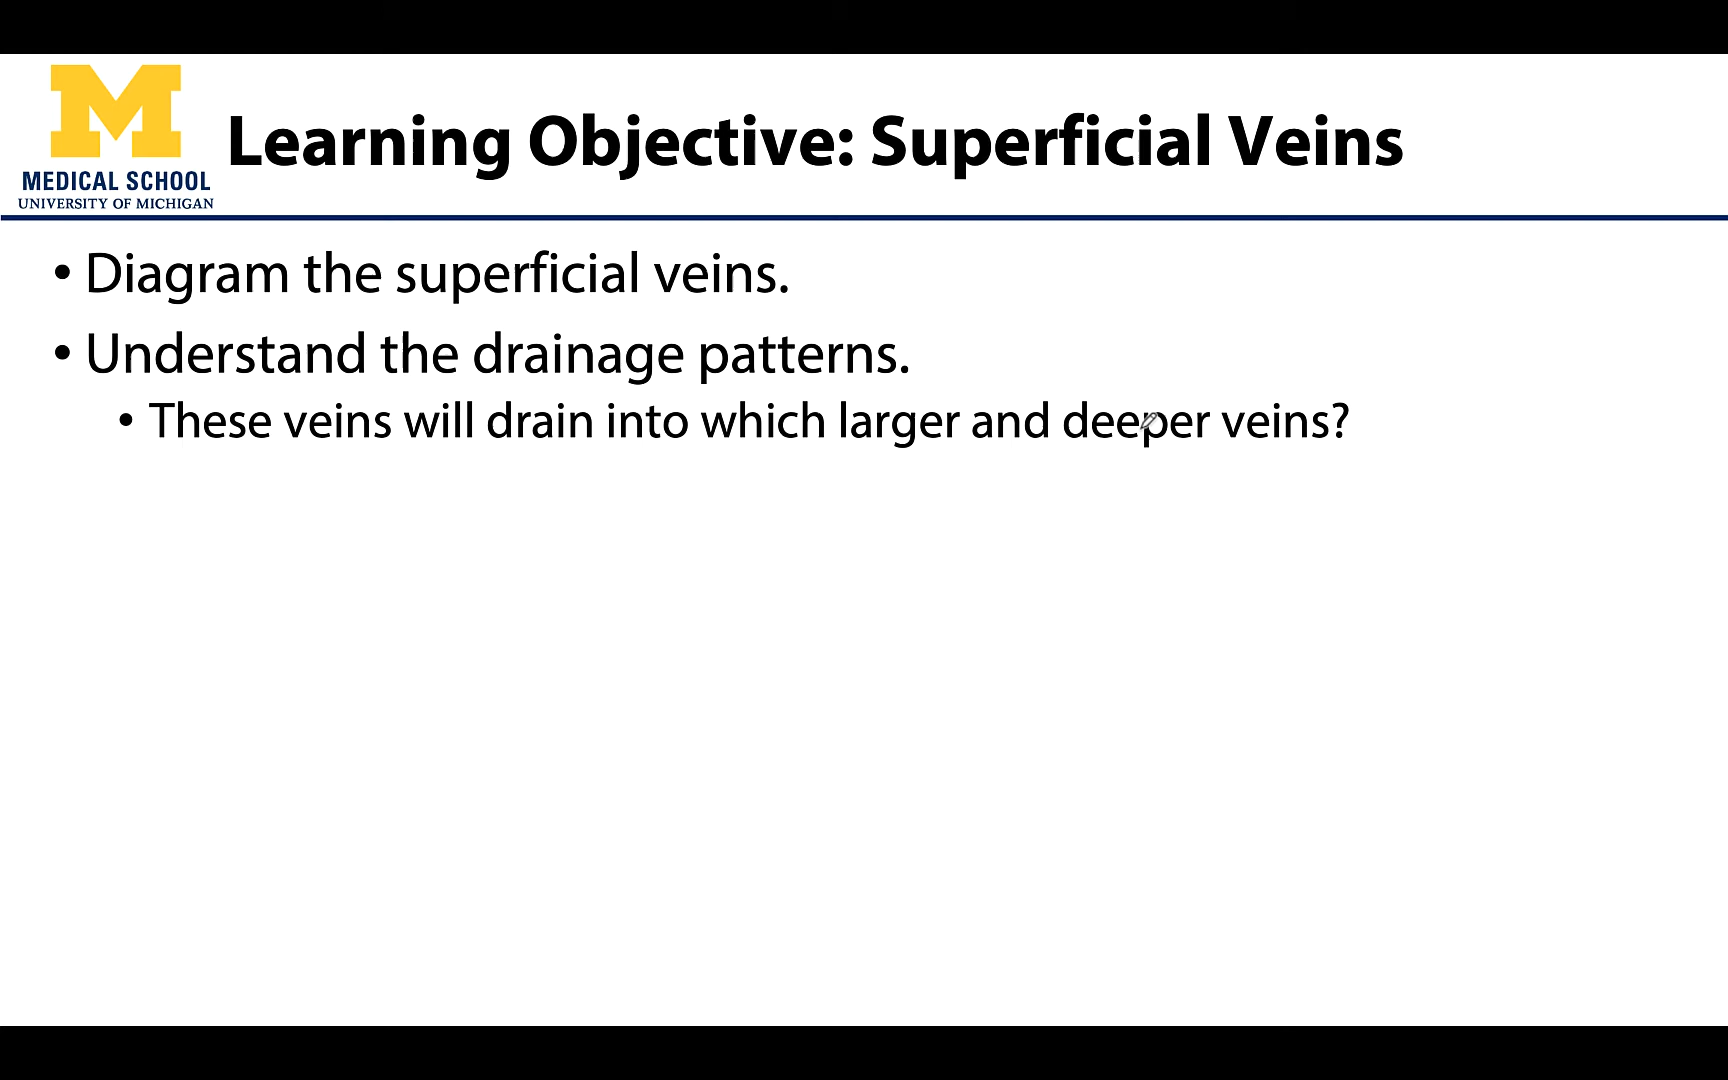 M
MEDICAL SCHOOL
UNIVERSITY OF MICHIGAN
Learning Objective: Superficial Veins
• Diagram the superficial veins.
• Understand the drainage patterns.
• These veins will drain into which larger and deeper veins?